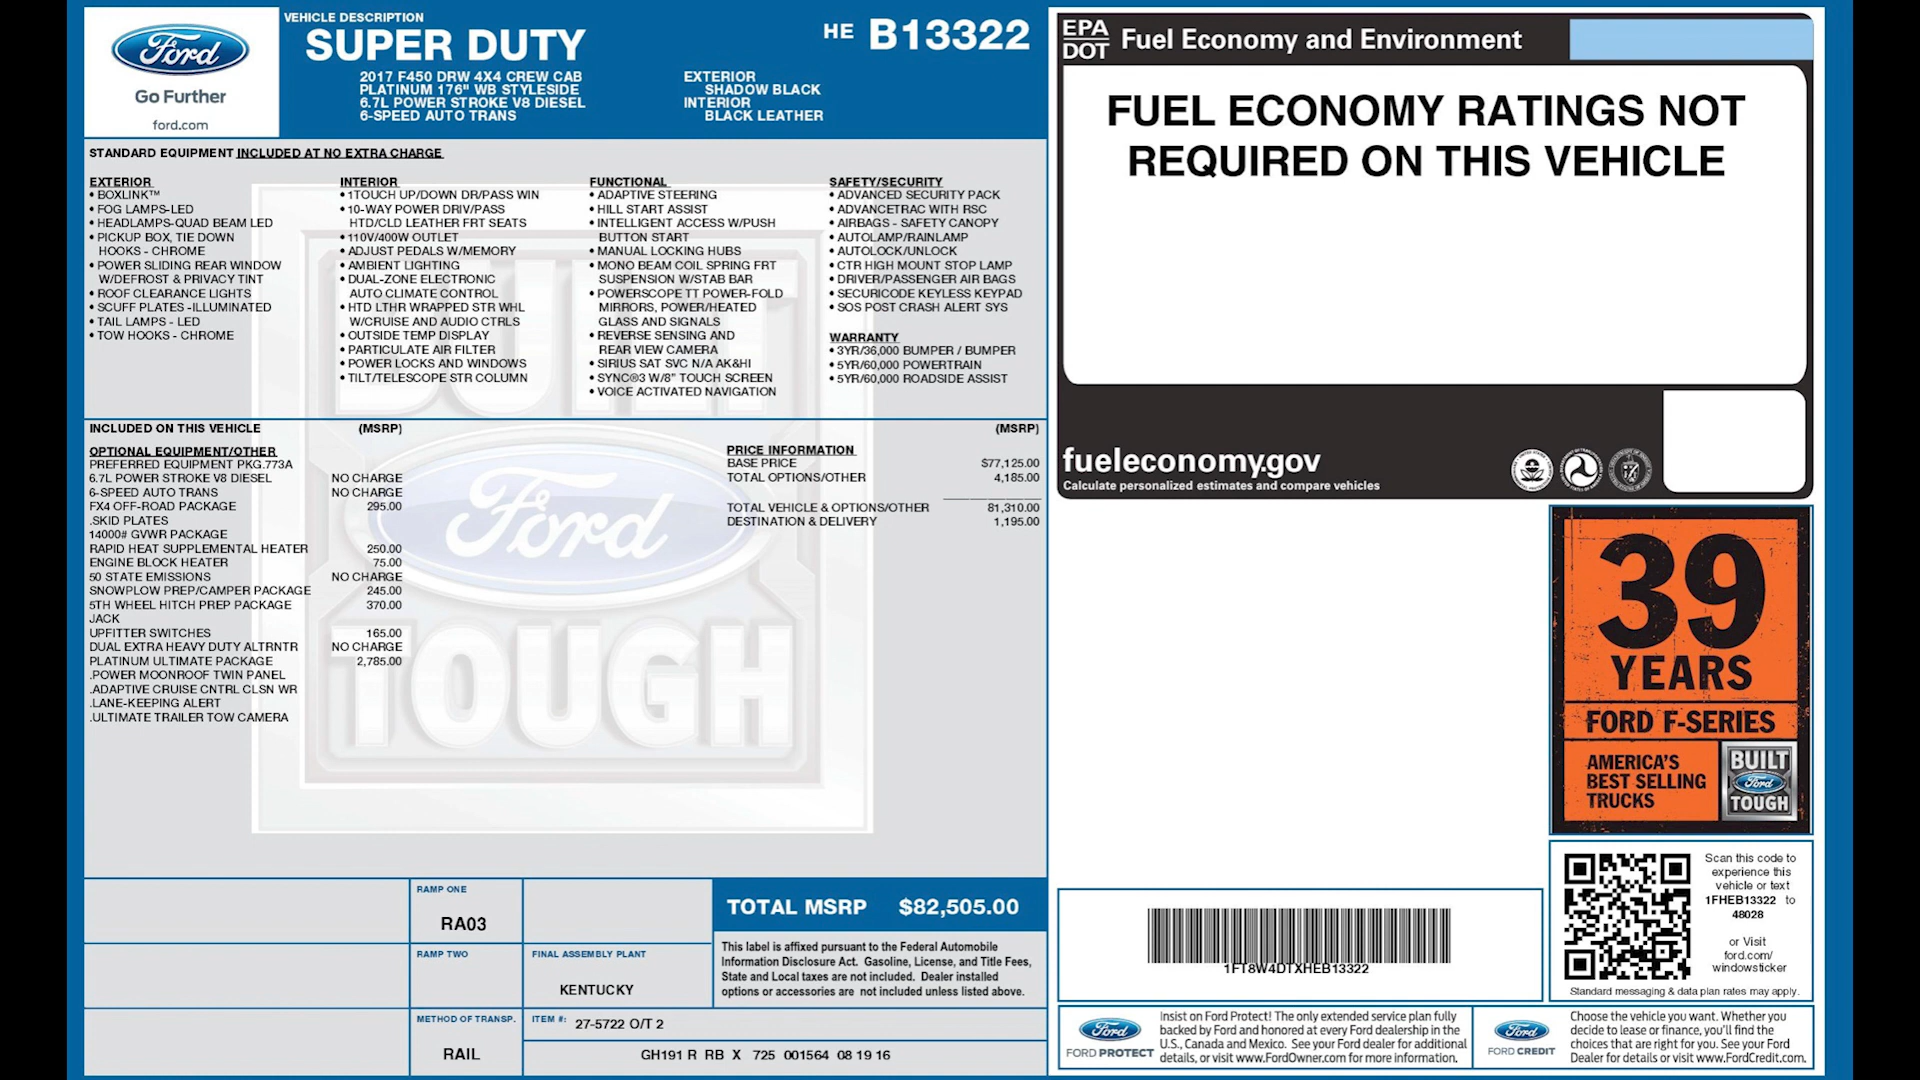 Ford
Go Further
ford.com
VEHICLE DESCRIPTION
SUPER DUTY
2017 F450 DRW 4X4 CREW CAB
PLATINUM 176" WB STYLESIDE
6.7L POWER STROKE V8 DIESEL
6-SPEED AUTO TRANS
EXTERIOR
SHADOW BLACK
INTERIOR
BLACK LEATHER
HE B13322
STANDARD EQUIPMENT INCLUDED AT NO EXTRA CHARGE
EXTERIOR
• BOXLINK™
• FOG LAMPS-LED
• HEADLAMPS-QUAD BEAM LED
• PICKUP BOX, TIE DOWN
HOOKS - CHROME
• POWER SLIDING REAR WINDOW
W/DEFROST & PRIVACY TINT
• ROOF CLEARANCE LIGHTS
• SCUFF PLATES -ILLUMINATED
• TAIL LAMPS - LED
• TOW HOOKS - CHROME
INTERIOR
• 1TOUCH UP/DOWN DR/PASS WIN
• 10-WAY POWER DRIV/PASS
HTD/CLD LEATHER FRT SEATS
• 110V/400W OUTLET
• ADJUST PEDALS W/MEMORY
• AMBIENT LIGHTING
• DUAL-ZONE ELECTRONIC
AUTO CLIMATE CONTROL
• HTD LTHR WRAPPED STR WHL
W/CRUISE AND AUDIO CTRLS
• OUTSIDE TEMP DISPLAY
• PARTICULATE AIR FILTER
• POWER LOCKS AND WINDOWS
• TILT/TELESCOPE STR COLUMN
FUNCTIONAL
• ADAPTIVE STEERING
• HILL START ASSIST
• INTELLIGENT ACCESS W/PUSH
BUTTON START
• MANUAL LOCKING HUBS
• MONO BEAM COIL SPRING FRT
SUSPENSION W/STAB BAR
• POWERSCOPE TT POWER-FOLD
MIRRORS, POWER/HEATED
GLASS AND SIGNALS
• REVERSE SENSING AND
REAR VIEW CAMERA
• SIRIUS SAT SVC N/A AK&HI
• SYNC®3 W/8" TOUCH SCREEN
• VOICE ACTIVATED NAVIGATION
SAFETY/SECURITY
• ADVANCED SECURITY PACK
• ADVANCETRAC WITH RSC
• AIRBAGS - SAFETY CANOPY
• AUTOLAMP/RAINLAMP
• AUTOLOCK/UNLOCK
• CTR HIGH MOUNT STOP LAMP
• DRIVER/PASSENGER AIR BAGS
• SECURICODE KEYLESS KEYPAD
• SOS POST CRASH ALERT SYS
WARRANTY
• 3YR/36,000 BUMPER / BUMPER
• 5YR/60,000 POWERTRAIN
• 5YR/60,000 ROADSIDE ASSIST
INCLUDED ON THIS VEHICLE (MSRP)
OPTIONAL EQUIPMENT/OTHER
PREFERRED EQUIPMENT PKG.773A
6.7L POWER STROKE V8 DIESEL NO CHARGE
6-SPEED AUTO TRANS NO CHARGE
FX4 OFF-ROAD PACKAGE 295.00
.SKID PLATES
14000# GVWR PACKAGE
RAPID HEAT SUPPLEMENTAL HEATER 250.00
ENGINE BLOCK HEATER 75.00
50 STATE EMISSIONS NO CHARGE
SNOWPLOW PREP/CAMPER PACKAGE 245.00
5TH WHEEL HITCH PREP PACKAGE 370.00
JACK
UPFITTER SWITCHES 165.00
DUAL EXTRA HEAVY DUTY ALTRNTR NO CHARGE
PLATINUM ULTIMATE PACKAGE 2,785.00
.POWER MOONROOF TWIN PANEL
.ADAPTIVE CRUISE CNTRL CLSN WR
.LANE-KEEPING ALERT
.ULTIMATE TRAILER TOW CAMERA
(MSRP)
PRICE INFORMATION
BASE PRICE $77,125.00
TOTAL OPTIONS/OTHER 4,185.00
TOTAL VEHICLE & OPTIONS/OTHER 81,310.00
DESTINATION & DELIVERY 1,195.00
BUILT
Ford
TOUGH
RAMP ONE
RA03
RAMP TWO
FINAL ASSEMBLY PLANT
KENTUCKY
METHOD OF TRANSP.
RAIL
ITEM #: 27-5722 O/T 2
GH191 R RB X 725 001564 08 19 16
TOTAL MSRP $82,505.00
This label is affixed pursuant to the Federal Automobile
Information Disclosure Act. Gasoline, License, and Title Fees,
State and Local taxes are not included. Dealer installed
options or accessories are not included unless listed above.
EPA
DOT
Fuel Economy and Environment
FUEL ECONOMY RATINGS NOT
REQUIRED ON THIS VEHICLE
fueleconomy.gov
Calculate personalized estimates and compare vehicles
39
YEARS
FORD F-SERIES
AMERICA'S
BEST SELLING
TRUCKS
BUILT
Ford
TOUGH
1FT8W4DTXHEB13322
Scan this code to
experience this
vehicle or text
1FHEB13322 to
48028
or Visit
ford.com/
windowsticker
Standard messaging & data plan rates may apply.
Ford
FORD PROTECT
Insist on Ford Protect! The only extended service plan fully
backed by Ford and honored at every Ford dealership in the
U.S., Canada and Mexico. See your Ford dealer for additional
details, or visit www.FordOwner.com for more information.
Ford
FORD CREDIT
Choose the vehicle you want. Whether you
decide to lease or finance, you'll find the
choices that are right for you. See your Ford
Dealer for details or visit www.FordCredit.com.